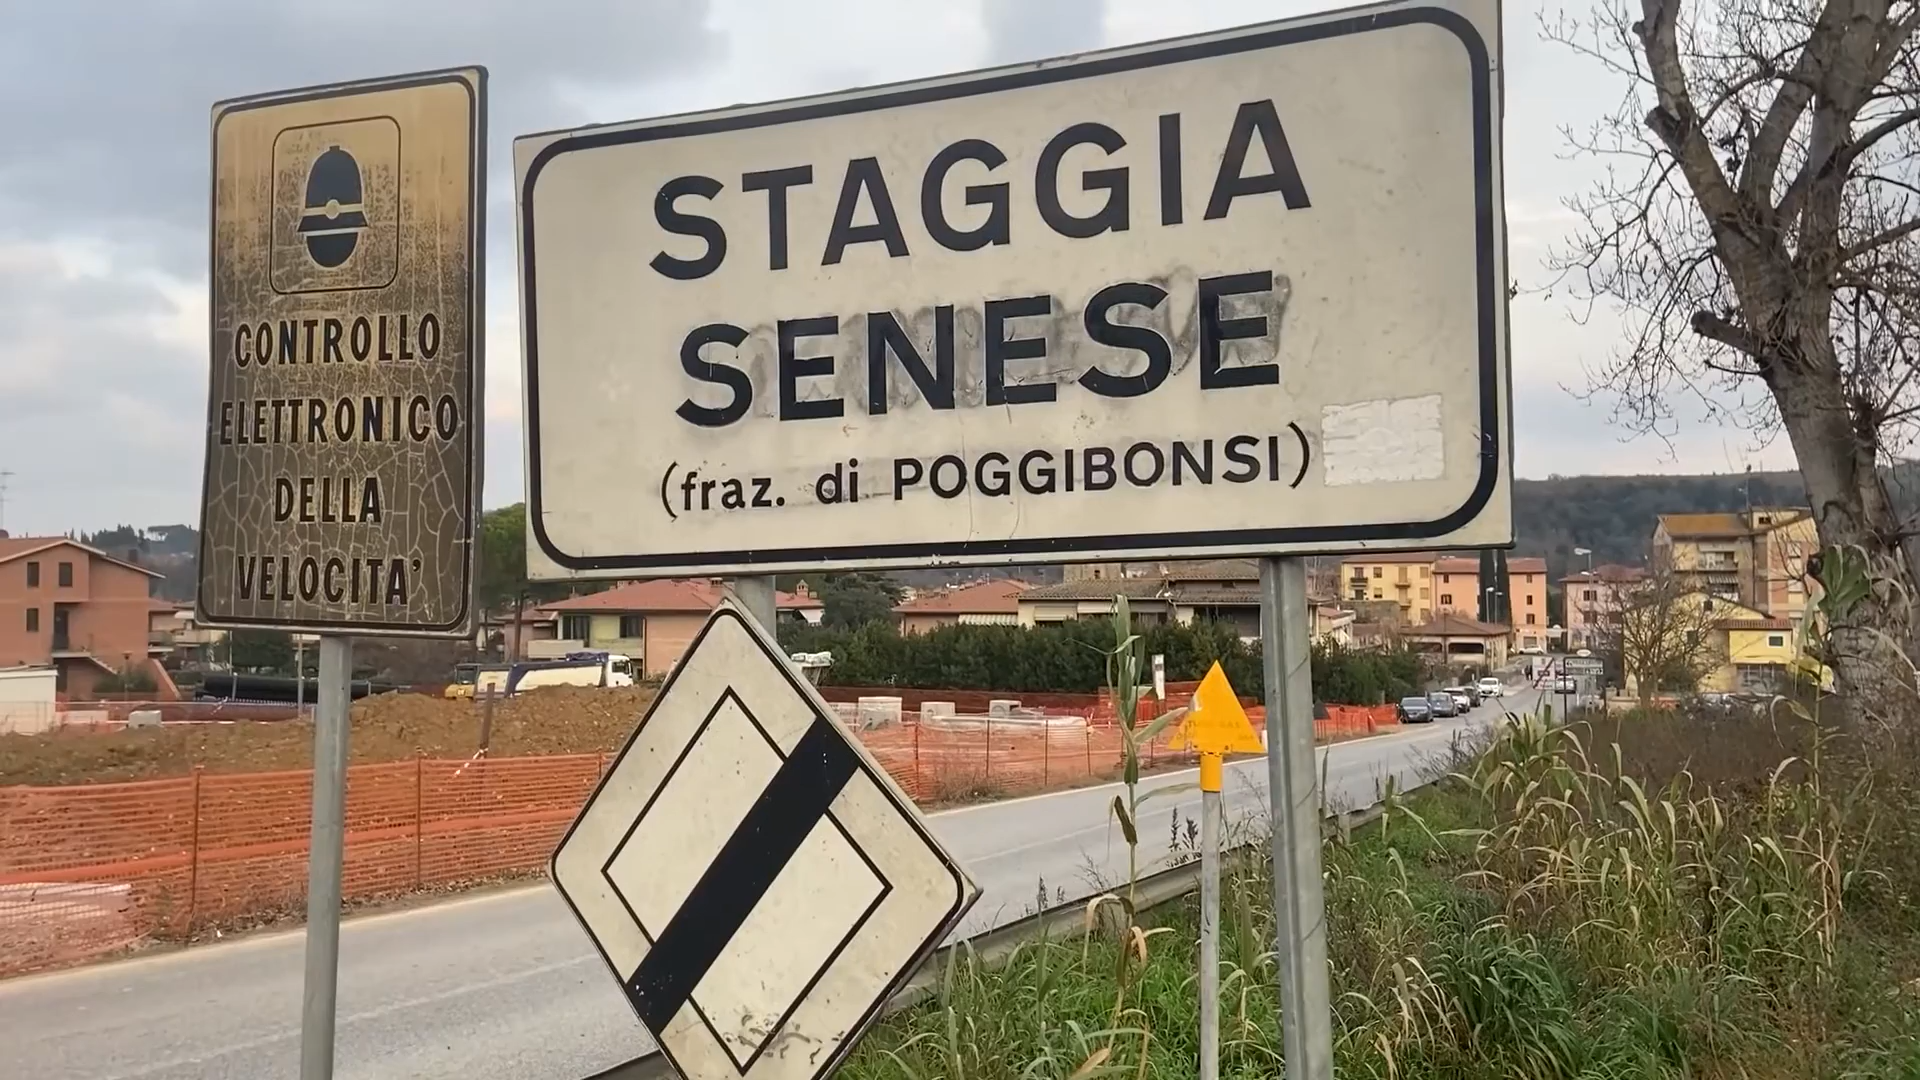 CONTROLLO
ELETTRONICO
DELLA
VELOCITA'
STAGGIA
SENESE
(fraz. di POGGIBONSI)